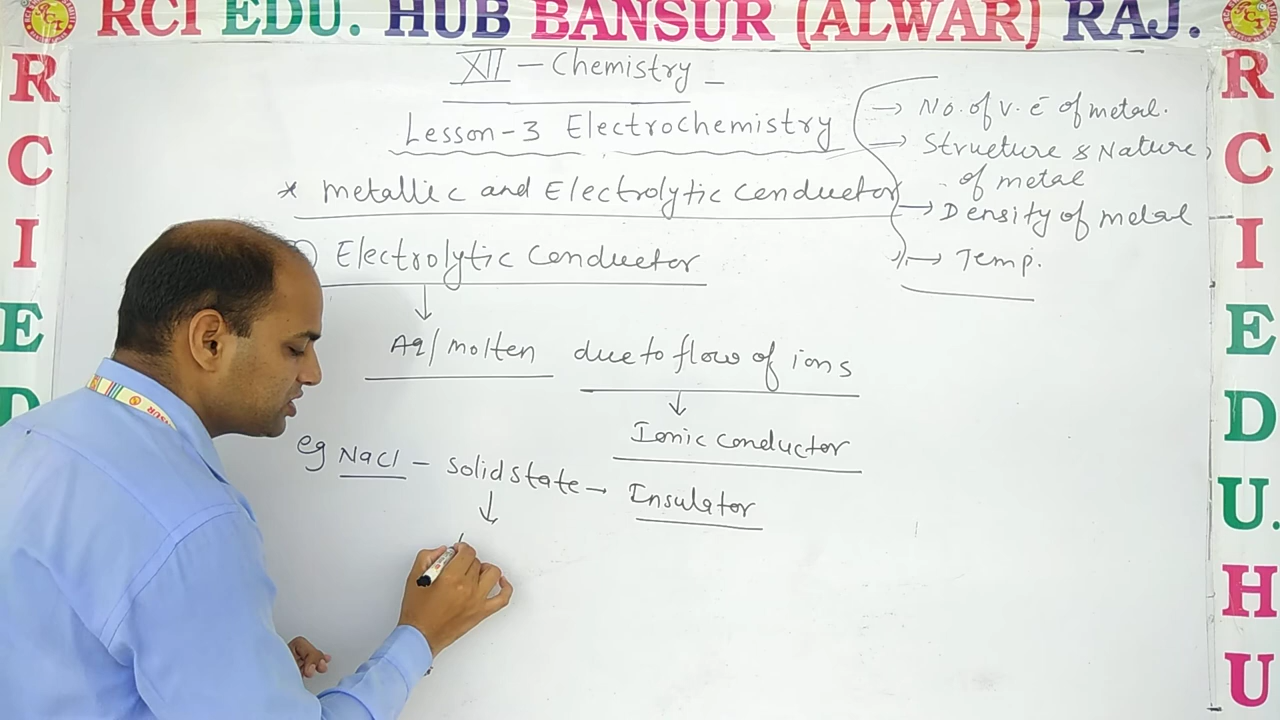 RCI EDU. HUB BANSUR (ALWAR) RAJ.
XII - Chemistry
Lesson-3 Electrochemistry
* Metallic and Electrolytic Conductor
→ No. of v. e⁻ of metal.
→ Structure & Nature,
of metal
→ Density of metal
→ Temp.
Electrolytic Conductor
↓
Aq/molten due to flow of ions
↓
Ionic conductor
eg NaCl - Solid state → Insulator
↓
R
C
I
E
D
R
C
I
E
D
U.
H
U